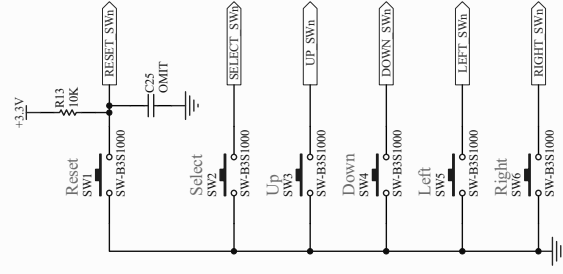 RESET_SWn
SELECT_SWn
UP_SWn
DOWN_SWn
LEFT_SWn
RIGHT_SWn
+3.3V
R13
10K
C25
OMIT
Reset
SW1
SW-B3S1000
Select
SW2
SW-B3S1000
Up
SW3
SW-B3S1000
Down
SW4
SW-B3S1000
Left
SW5
SW-B3S1000
Right
SW6
SW-B3S1000